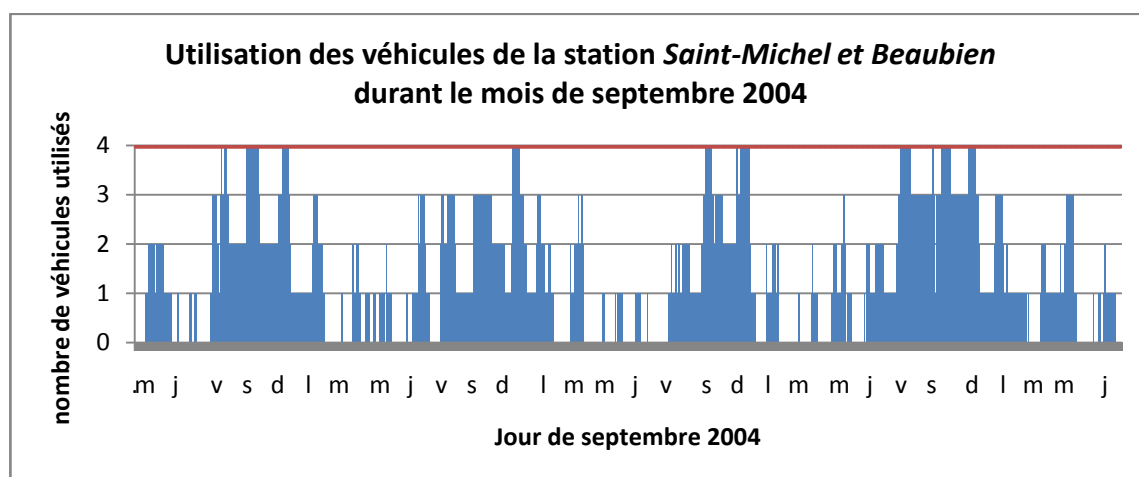 Utilisation des véhicules de la station Saint-Michel et Beaubien
durant le mois de septembre 2004
nombre de véhicules utilisés
4
3
2
1
0
.m j v s d l m m j v s d l m m j v s d l m m j v s d l m m j
Jour de septembre 2004